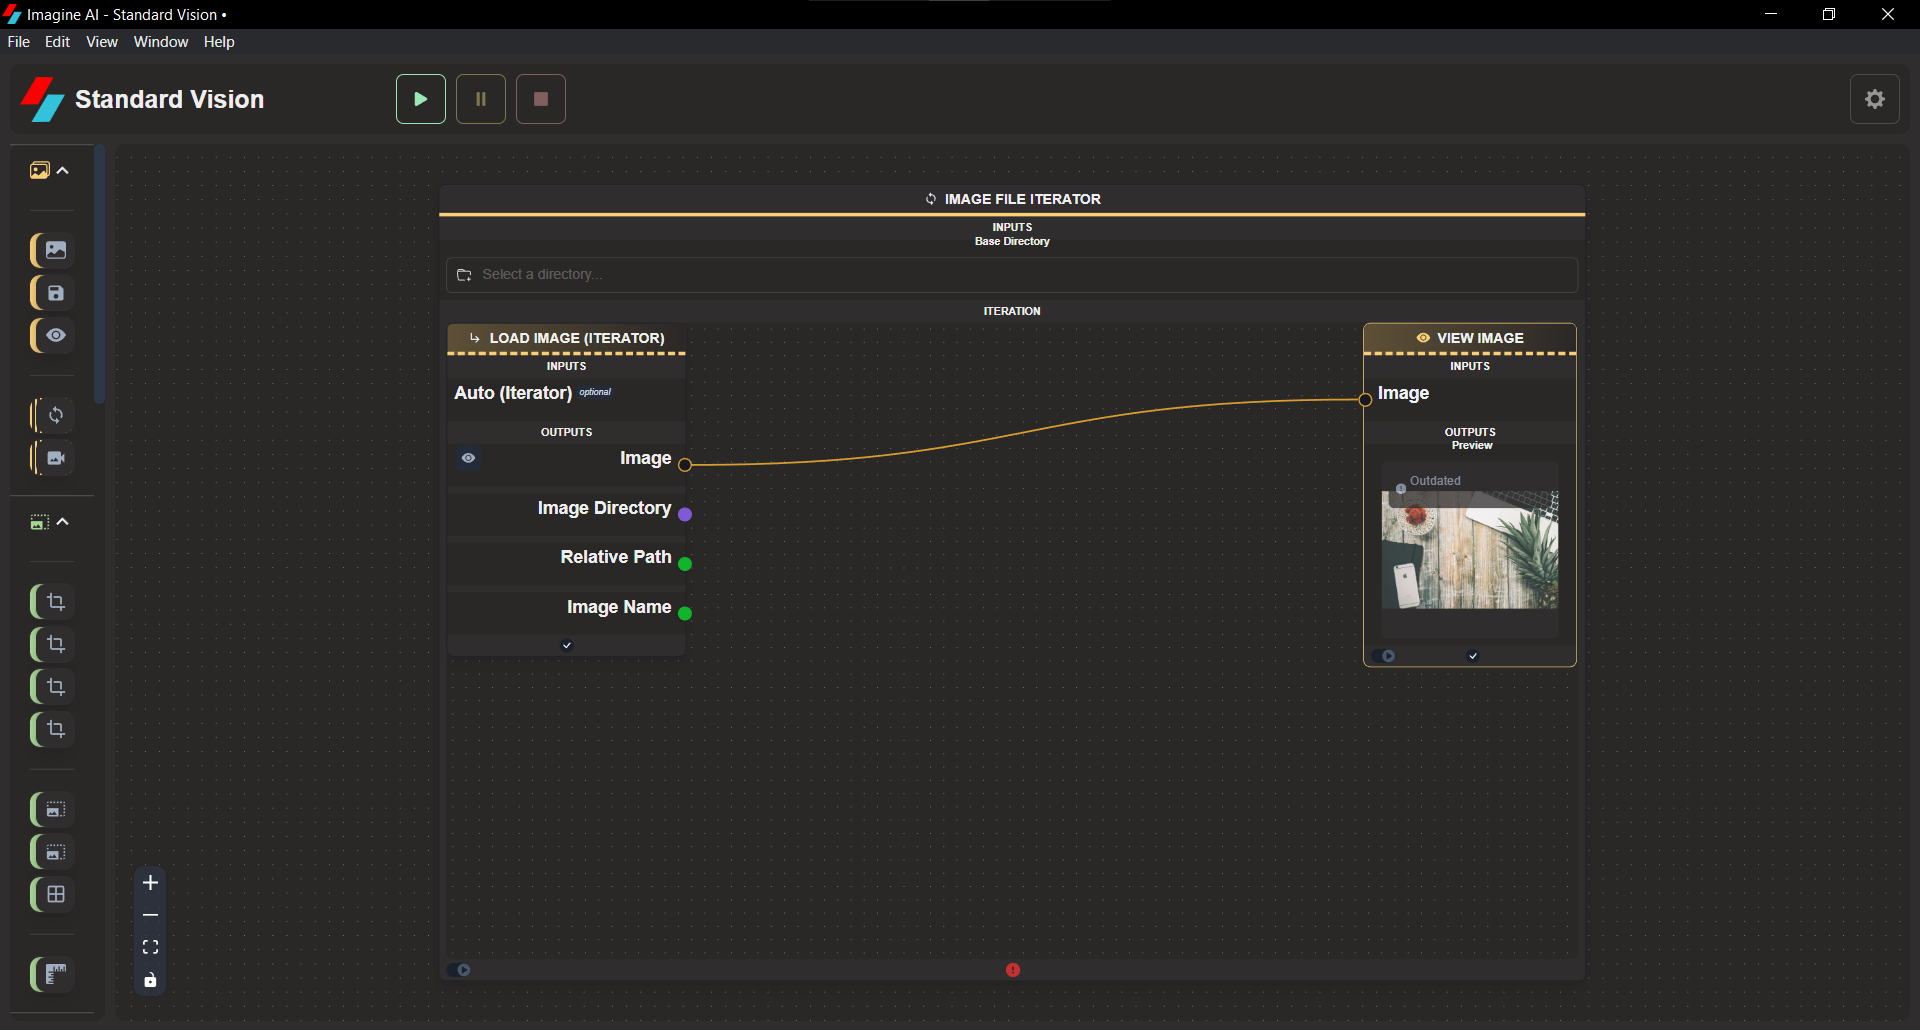 Imagine AI - Standard Vision •
File Edit View Window Help
Standard Vision
IMAGE FILE ITERATOR
INPUTS
Base Directory
Select a directory...
ITERATION
LOAD IMAGE (ITERATOR)
INPUTS
Auto (Iterator) optional
OUTPUTS
Image
Image Directory
Relative Path
Image Name
VIEW IMAGE
INPUTS
Image
OUTPUTS
Preview
Outdated